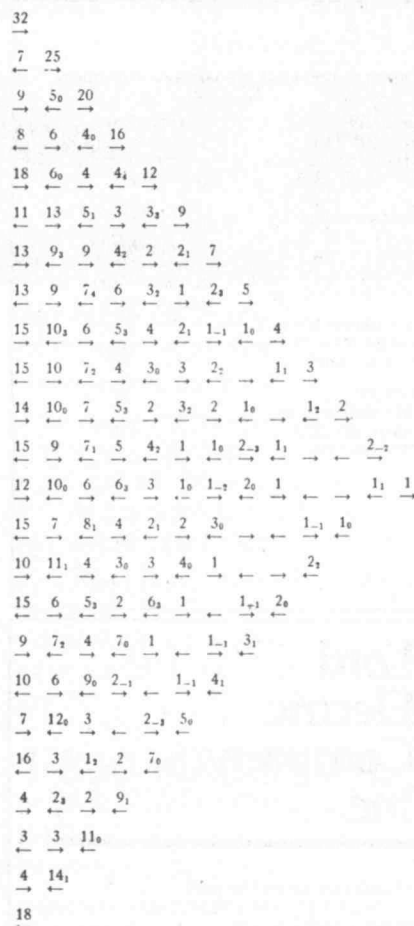 32
→
7 25
← →
9 5₀ 20
→ ← →
8 6 4₀ 16
← → ← →
18 6₀ 4 4₄ 12
→ ← → ← →
11 13 5₁ 3 3₃ 9
← → ← → ← →
13 9₃ 9 4₂ 2 2₁ 7
→ ← → ← → ← →
13 9 7₄ 6 3₂ 1 2₃ 5
← → ← → ← → ← →
15 10₃ 6 5₃ 4 2₁ 1₋₁ 1₀ 4
→ ← → ← → ← → ← →
15 10 7₂ 4 3₀ 3 2₂ 1₁ 3
← → ← → ← → ← → ← →
14 10₀ 7 5₃ 2 3₂ 2 1₀ 1₂ 2
→ ← → ← → ← → ← → ← →
15 9 7₁ 5 4₂ 1 1₀ 2₋₃ 1₁ 2₋₇
← → ← → ← → ← → ← → ← →
12 10₀ 6 6₃ 3 1₀ 1₋₂ 2₀ 1 1₁ 1
→ ← → ← → ← → ← → ← → ← →
15 7 8₁ 4 2₁ 2 3₀ 1₋₁ 1₀
← → ← → ← → ← → ← → ←
10 11₁ 4 3₀ 3 4₀ 1 2₂
→ ← → ← → ← → ← → ←
15 6 5₃ 2 6₃ 1 1₋₁ 2₀
← → ← → ← → ← → ←
9 7₂ 4 7₀ 1 1₋₁ 3₁
→ ← → ← → ← → ←
10 6 9₀ 2₋₁ 1₋₁ 4₁
← → ← → ← → ←
7 12₀ 3 2₋₃ 5₀
→ ← → ← → ←
16 3 1₂ 2 7₀
← → ← → ←
4 2₃ 2 9₁
→ ← → ←
3 3 11₀
← → ←
4 14₁
→ ←
18